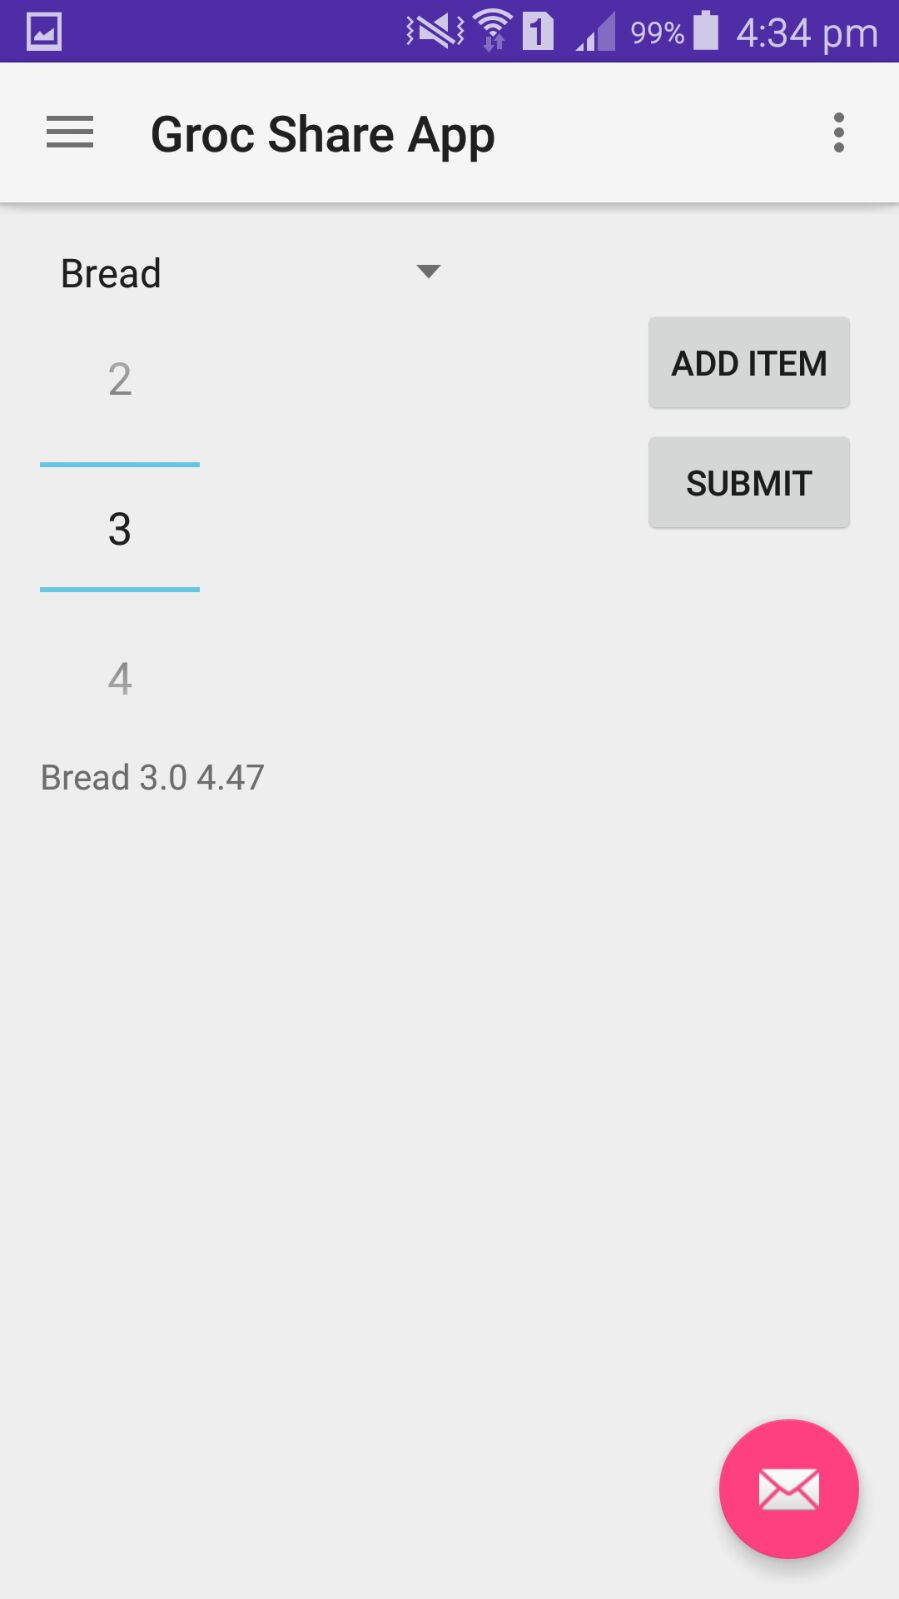 1 99% 4:34 pm
Groc Share App
Bread
2
ADD ITEM
SUBMIT
3
4
Bread 3.0 4.47